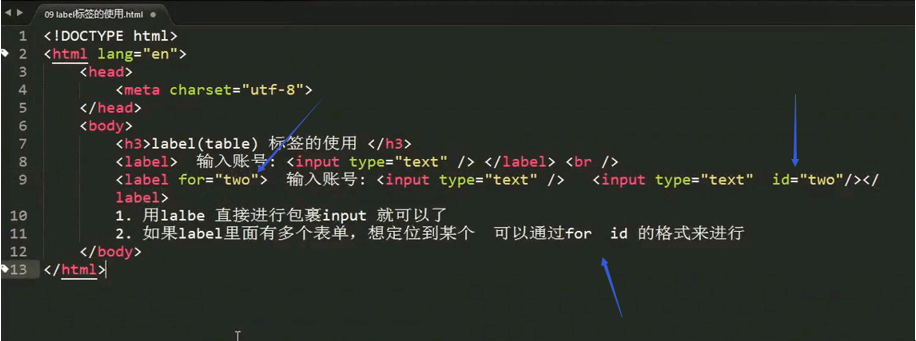 09 label标签的使用.html
1 <!DOCTYPE html>
2 <html lang="en">
3 <head>
4 <meta charset="utf-8">
5 </head>
6 <body>
7 <h3>label(table) 标签的使用 </h3>
8 <label> 输入账号: <input type="text" /> </label> <br />
9 <label for="two"> 输入账号: <input type="text" /> <input type="text" id="two"/></
label>
10 1. 用lalbe 直接进行包裹input 就可以了
11 2. 如果label里面有多个表单，想定位到某个 可以通过for id 的格式来进行
12 </body>
13 </html>